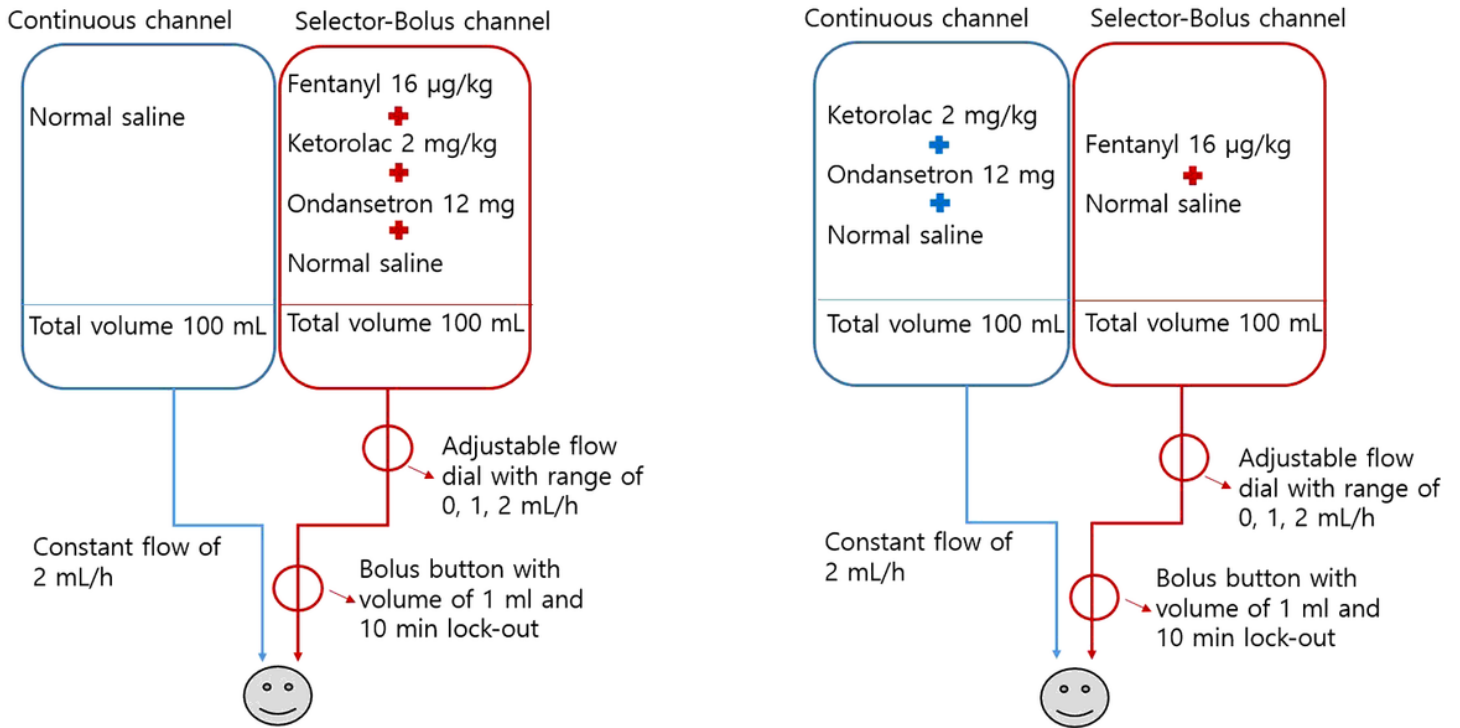 Continuous channel
Selector-Bolus channel
Normal saline
Total volume 100 mL
Fentanyl 16 μg/kg
Ketorolac 2 mg/kg
Ondansetron 12 mg
Normal saline
Total volume 100 mL
Adjustable flow
dial with range of
0, 1, 2 mL/h
Constant flow of
2 mL/h
Bolus button with
volume of 1 ml and
10 min lock-out
Continuous channel
Selector-Bolus channel
Ketorolac 2 mg/kg
Ondansetron 12 mg
Normal saline
Total volume 100 mL
Fentanyl 16 μg/kg
Normal saline
Total volume 100 mL
Adjustable flow
dial with range of
0, 1, 2 mL/h
Constant flow of
2 mL/h
Bolus button with
volume of 1 ml and
10 min lock-out